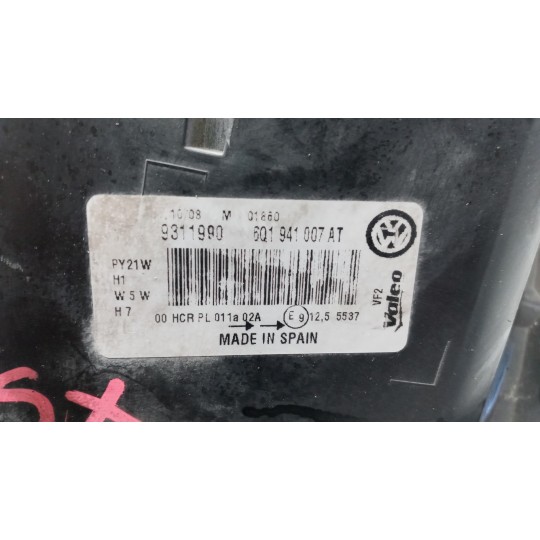 10/08 M 01880
9311990 6Q1 941 007 AT
PY21W
H1
W5W
H7
00 HCR PL 011a 02A E9 12,5 5537
MADE IN SPAIN
VF2
Valeo